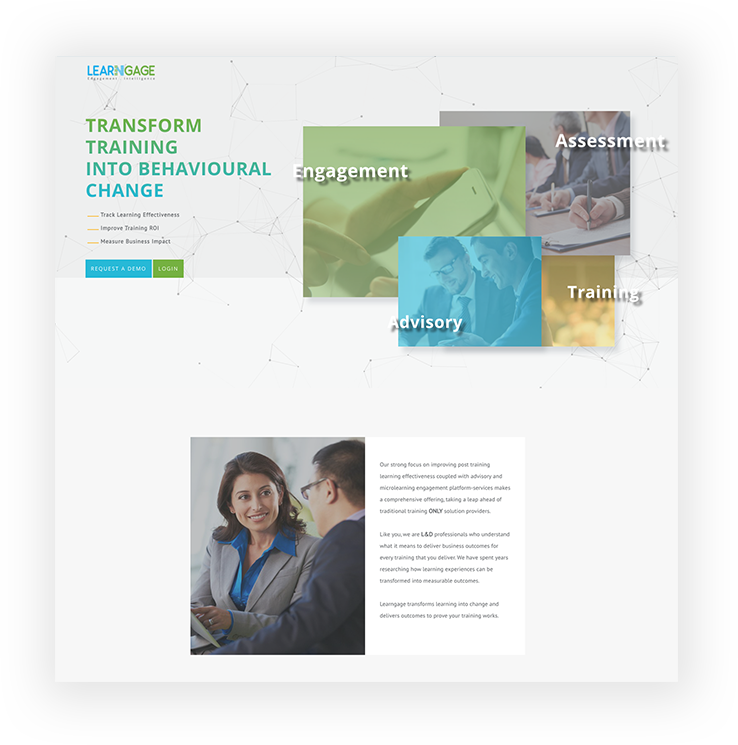 LEARNGAGE
Engagement . Intelligence
TRANSFORM
TRAINING
INTO BEHAVIOURAL
CHANGE
Track Learning Effectiveness
Improve Training ROI
Measure Business Impact
REQUEST A DEMO
LOGIN
Engagement
Assessment
Advisory
Training
Our strong focus on improving post training
learning effectiveness coupled with advisory and
microlearning engagement platform-services makes
a comprehensive offering, taking a leap ahead of
traditional training ONLY solution providers.
Like you, we are L&D professionals who understand
what it means to deliver business outcomes for
every training that you deliver. We have spent years
researching how learning experiences can be
transformed into measurable outcomes.
Learngage transforms learning into change and
delivers outcomes to prove your training works.